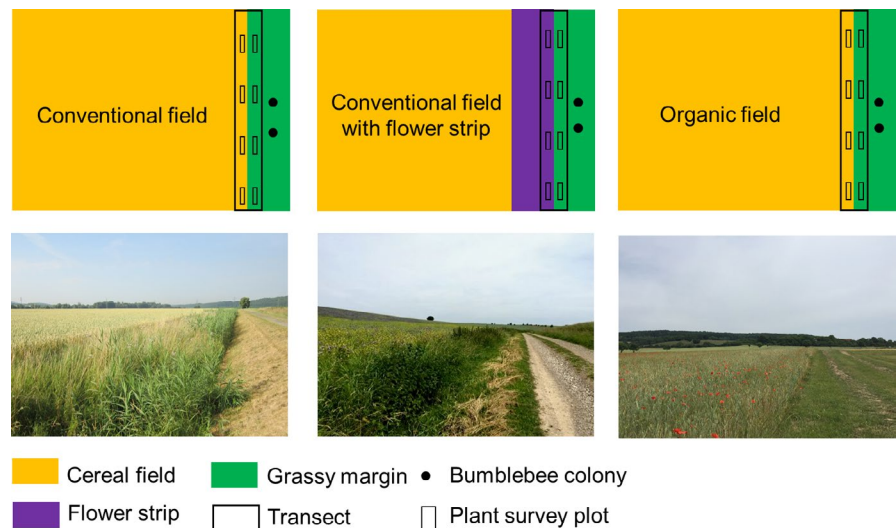 Conventional field
Conventional field
with flower strip
Organic field
Cereal field
Grassy margin
Bumblebee colony
Flower strip
Transect
Plant survey plot